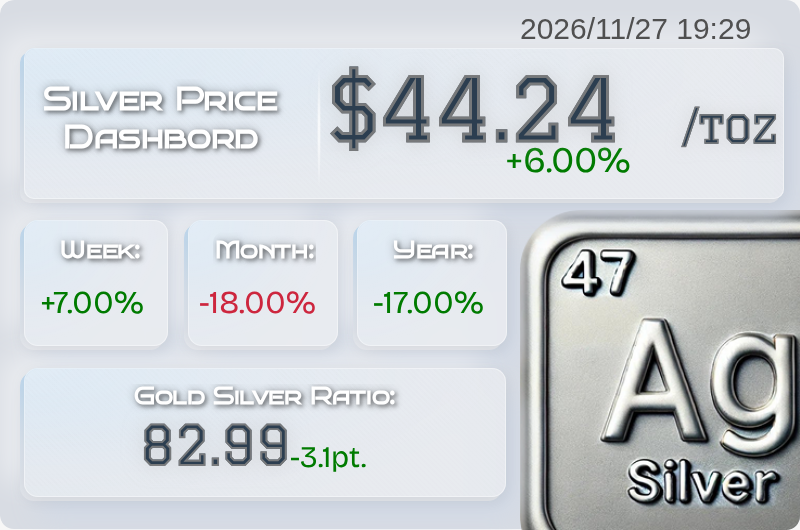 2026/11/27 19:29
Silver Price
Dashbord
$44.24 /TOZ
+6.00%
Week: Month: Year:
+7.00% -18.00% -17.00%
47
Ag
Silver
Gold Silver Ratio:
82.99 -3.1pt.